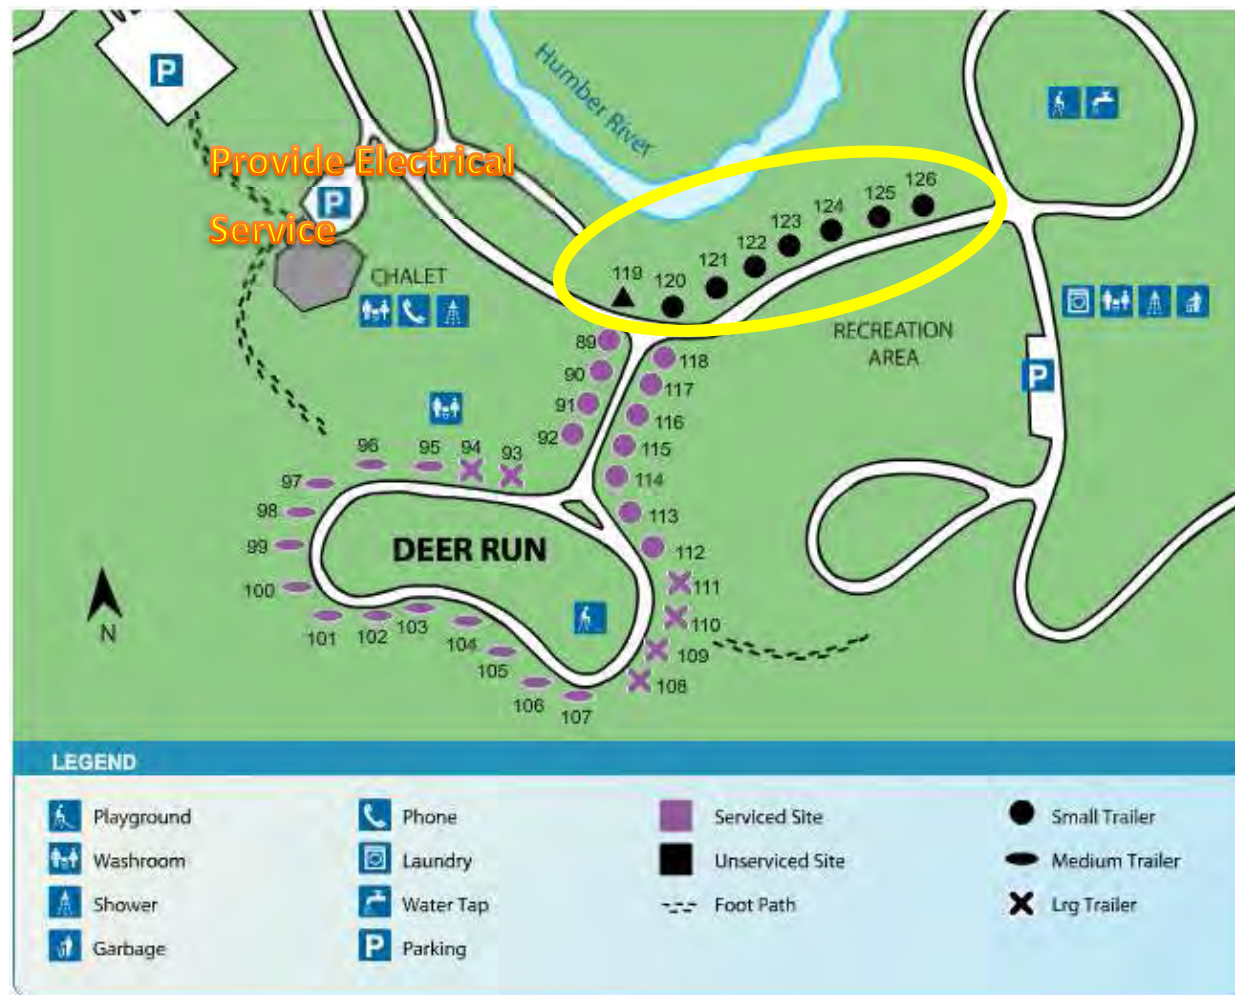 P
Humber River
Provide Electrical
P
Service
126
125
124
123
122
121
120
119
CHALET
RECREATION
AREA
P
89
118
90
117
91
116
92
115
96
95
94
93
114
97
98
113
99
DEER RUN
112
100
111
110
101
102
103
104
109
105
108
106
107
N
LEGEND
Playground
Phone
Serviced Site
Small Trailer
Washroom
Laundry
Unserviced Site
Medium Trailer
Shower
Water Tap
Foot Path
Lrg Trailer
Garbage
P
Parking